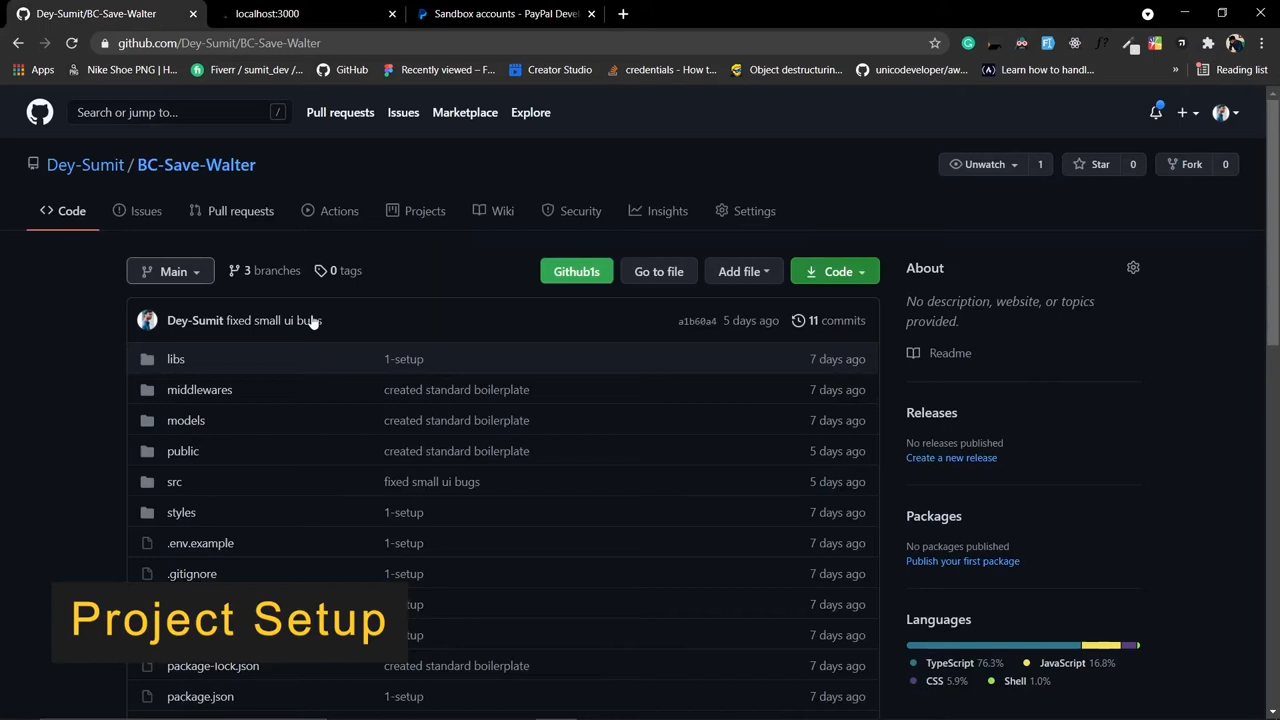 Dey-Sumit/BC-Save-Walter
localhost:3000
Sandbox accounts - PayPal Devel
github.com/Dey-Sumit/BC-Save-Walter
Apps
Nike Shoe PNG | H...
Fiverr / sumit_dev /...
GitHub
Recently viewed – F...
Creator Studio
credentials - How t...
Object destructurin...
unicodeveloper/aw...
Learn how to handl...
»
Reading list
Search or jump to...
/
Pull requests
Issues
Marketplace
Explore
Dey-Sumit / BC-Save-Walter
Unwatch 1
Star 0
Fork 0
Code
Issues
Pull requests
Actions
Projects
Wiki
Security
Insights
Settings
Main
3 branches
0 tags
Github1s
Go to file
Add file
Code
Dey-Sumit fixed small ui bugs
a1b60a4 5 days ago
11 commits
libs 1-setup 7 days ago
middlewares created standard boilerplate 7 days ago
models created standard boilerplate 7 days ago
public created standard boilerplate 5 days ago
src fixed small ui bugs 5 days ago
styles 1-setup 7 days ago
.env.example 1-setup 7 days ago
.gitignore 1-setup 7 days ago
7 days ago
7 days ago
package-lock.json created standard boilerplate 7 days ago
package.json 1-setup 7 days ago
Project Setup
About
No description, website, or topics
provided.
Readme
Releases
No releases published
Create a new release
Packages
No packages published
Publish your first package
Languages
TypeScript 76.3%
JavaScript 16.8%
CSS 5.9%
Shell 1.0%